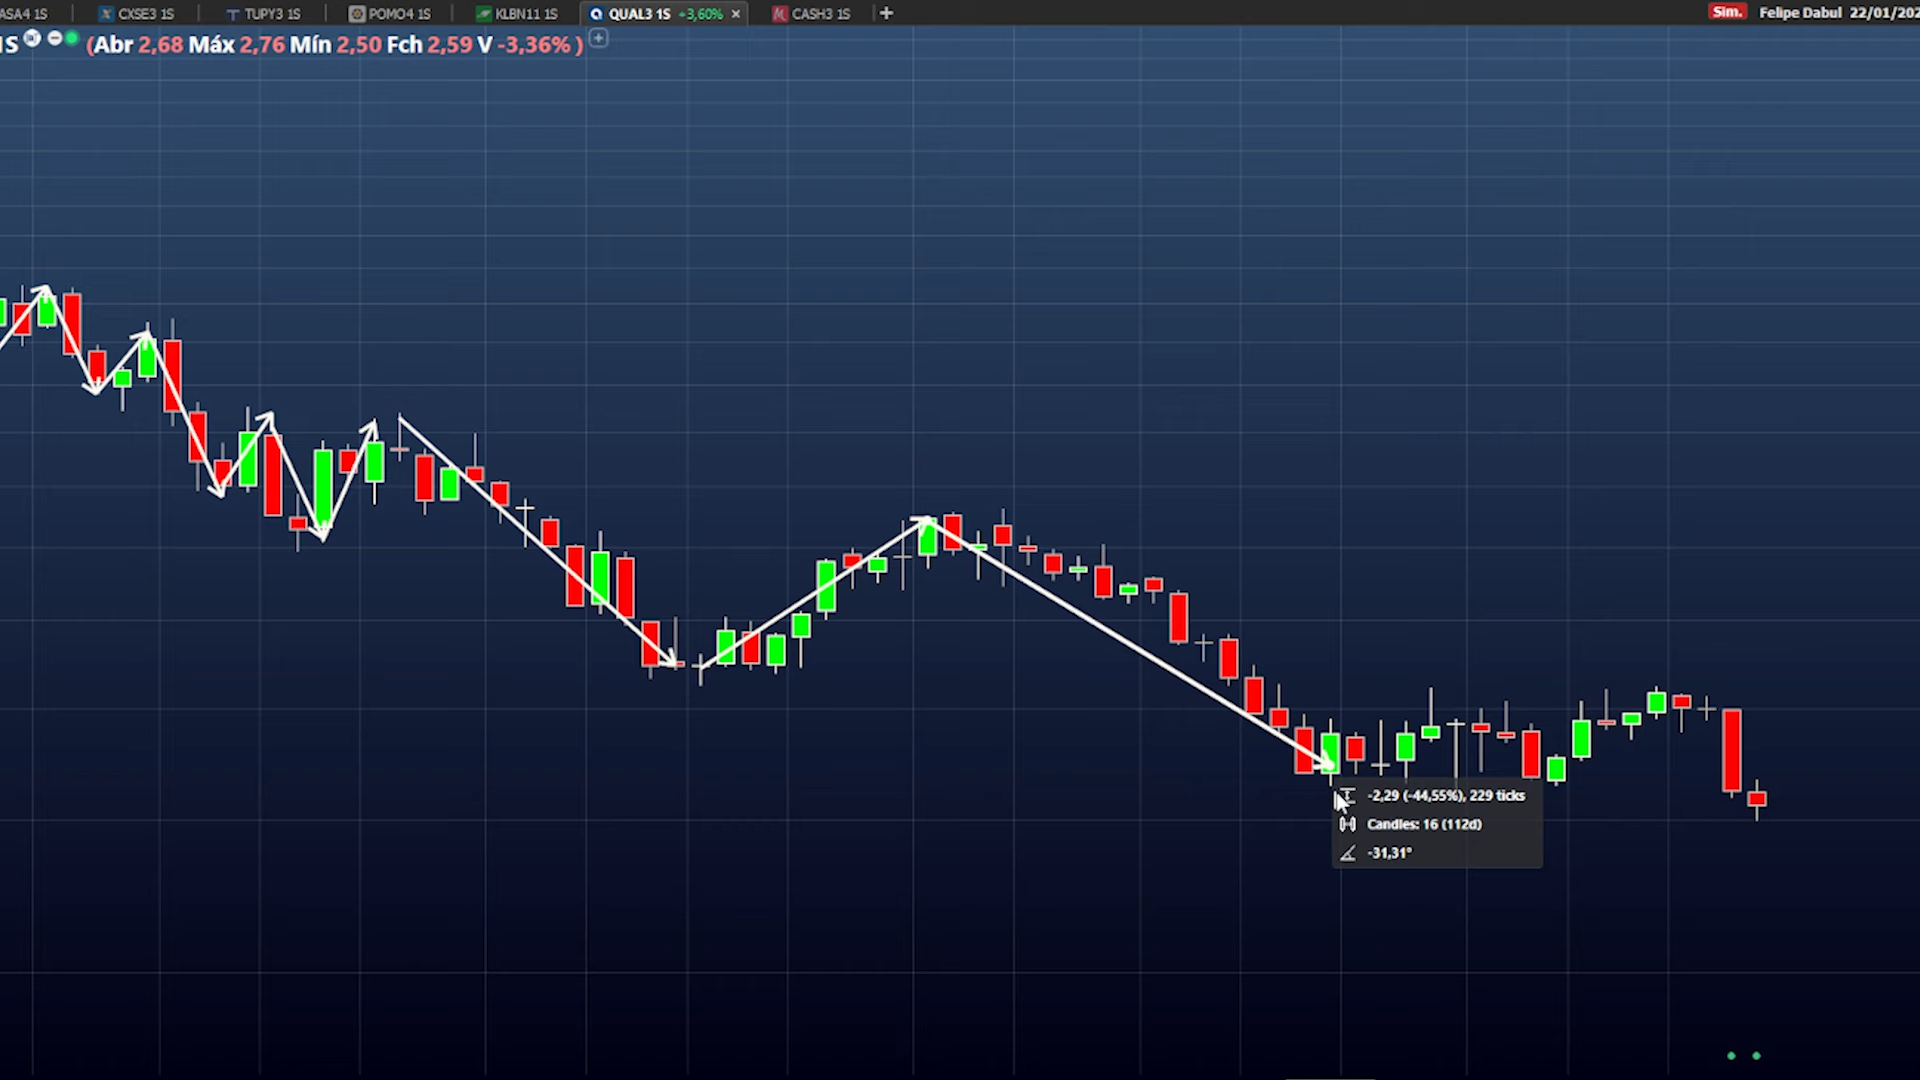 ASA4 1S CXSE3 1S TUPY3 1S POMO4 1S KLBN11 1S QUAL3 1S +3,60% × CASH3 1S + Sim. Felipe Dabul 22/01/202
1S (Abr 2,68 Máx 2,76 Mín 2,50 Fch 2,59 V -3,36% )
-2,29 (-44,55%), 229 ticks
Candles: 16 (112d)
-31,31°